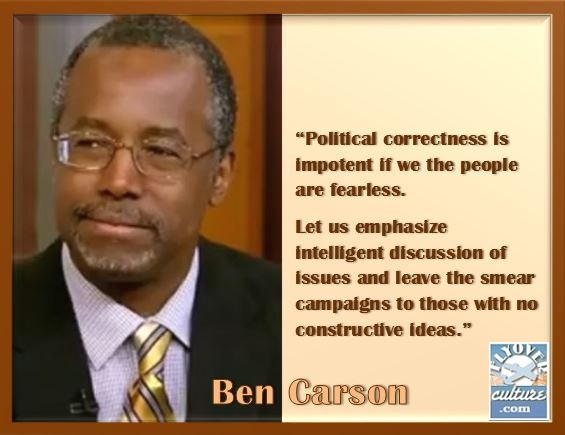 “Political correctness is
impotent if we the people
are fearless.
Let us emphasize
intelligent discussion of
issues and leave the smear
campaigns to those with no
constructive ideas.”
Ben Carson
FLYOVER
culture
.com